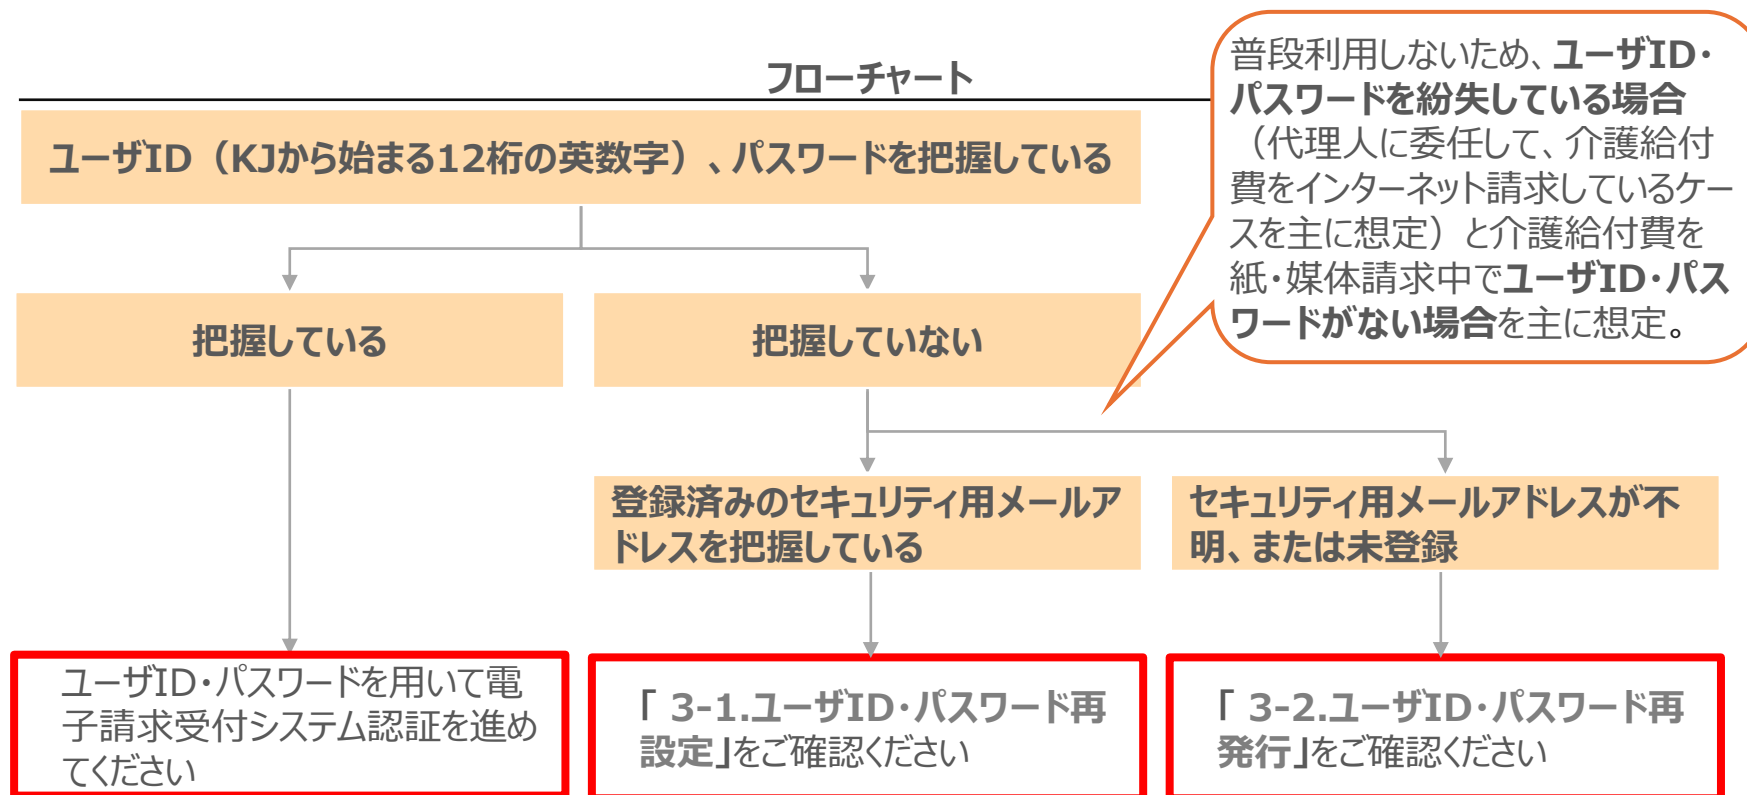 フローチャート
普段利用しないため、ユーザID・
パスワードを紛失している場合
（代理人に委任して、介護給付
費をインターネット請求しているケー
スを主に想定）と介護給付費を
紙・媒体請求中でユーザID・パス
ワードがない場合を主に想定。
ユーザID（KJから始まる12桁の英数字）、パスワードを把握している
把握している
把握していない
登録済みのセキュリティ用メールア
ドレスを把握している
セキュリティ用メールアドレスが不
明、または未登録
ユーザID・パスワードを用いて電
子請求受付システム認証を進め
てください
「 3-1.ユーザID・パスワード再
設定」をご確認ください
「 3-2.ユーザID・パスワード再
発行」をご確認ください